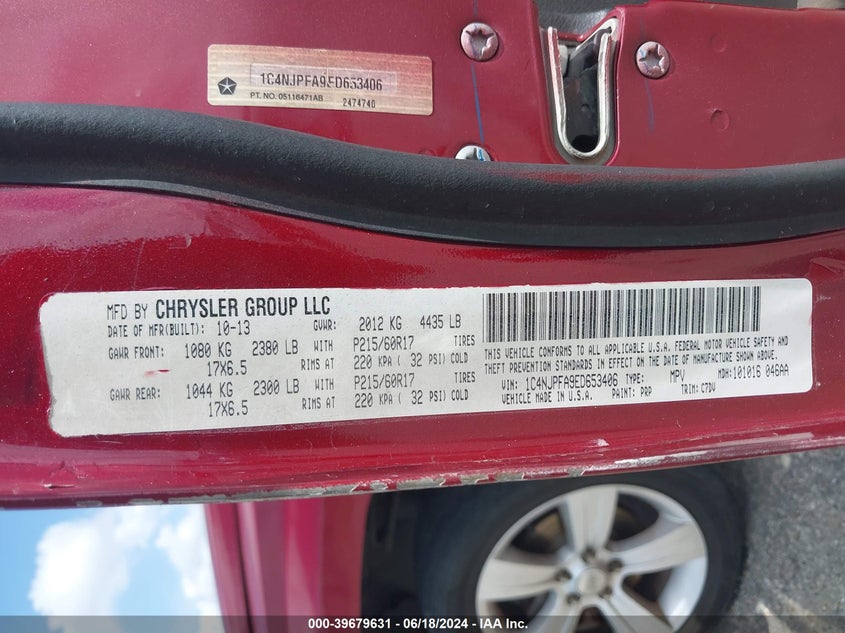 1C4NJPFA9ED653406
PT. NO. 05116471AB 2474740
MFD BY CHRYSLER GROUP LLC
DATE OF MFR(BUILT): 10-13 GVWR: 2012 KG 4435 LB
GAWR FRONT: 1080 KG 2380 LB WITH P215/60R17 TIRES
17X6.5 RIMS AT 220 KPA ( 32 PSI) COLD
GAWR REAR: 1044 KG 2300 LB WITH P215/60R17 TIRES
17X6.5 RIMS AT 220 KPA ( 32 PSI) COLD
THIS VEHICLE CONFORMS TO ALL APPLICABLE U.S.A. FEDERAL MOTOR VEHICLE SAFETY AND
THEFT PREVENTION STANDARDS IN EFFECT ON THE DATE OF MANUFACTURE SHOWN ABOVE.
VIN: 1C4NJPFA9ED653406 TYPE: MPV MDH: 101016 046AA
VEHICLE MADE IN U.S.A. PAINT: PRP TRIM: C7DV
000-39679631 - 06/18/2024 - IAA Inc.